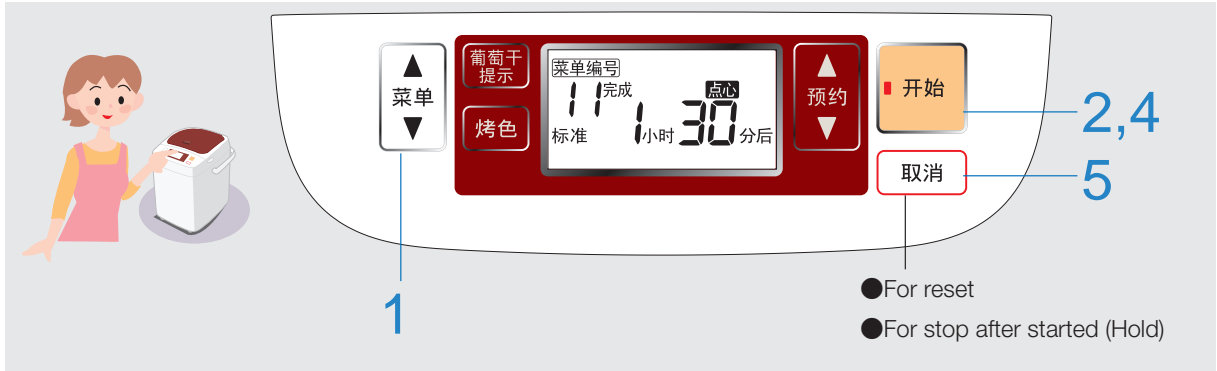 ▲
菜单
▼
葡萄干
提示
烤色
菜单编号
11 完成 点心
标准 1小时 30分后
▲
预约
▼
开始
取消
2,4
5
1
●For reset
●For stop after started (Hold)